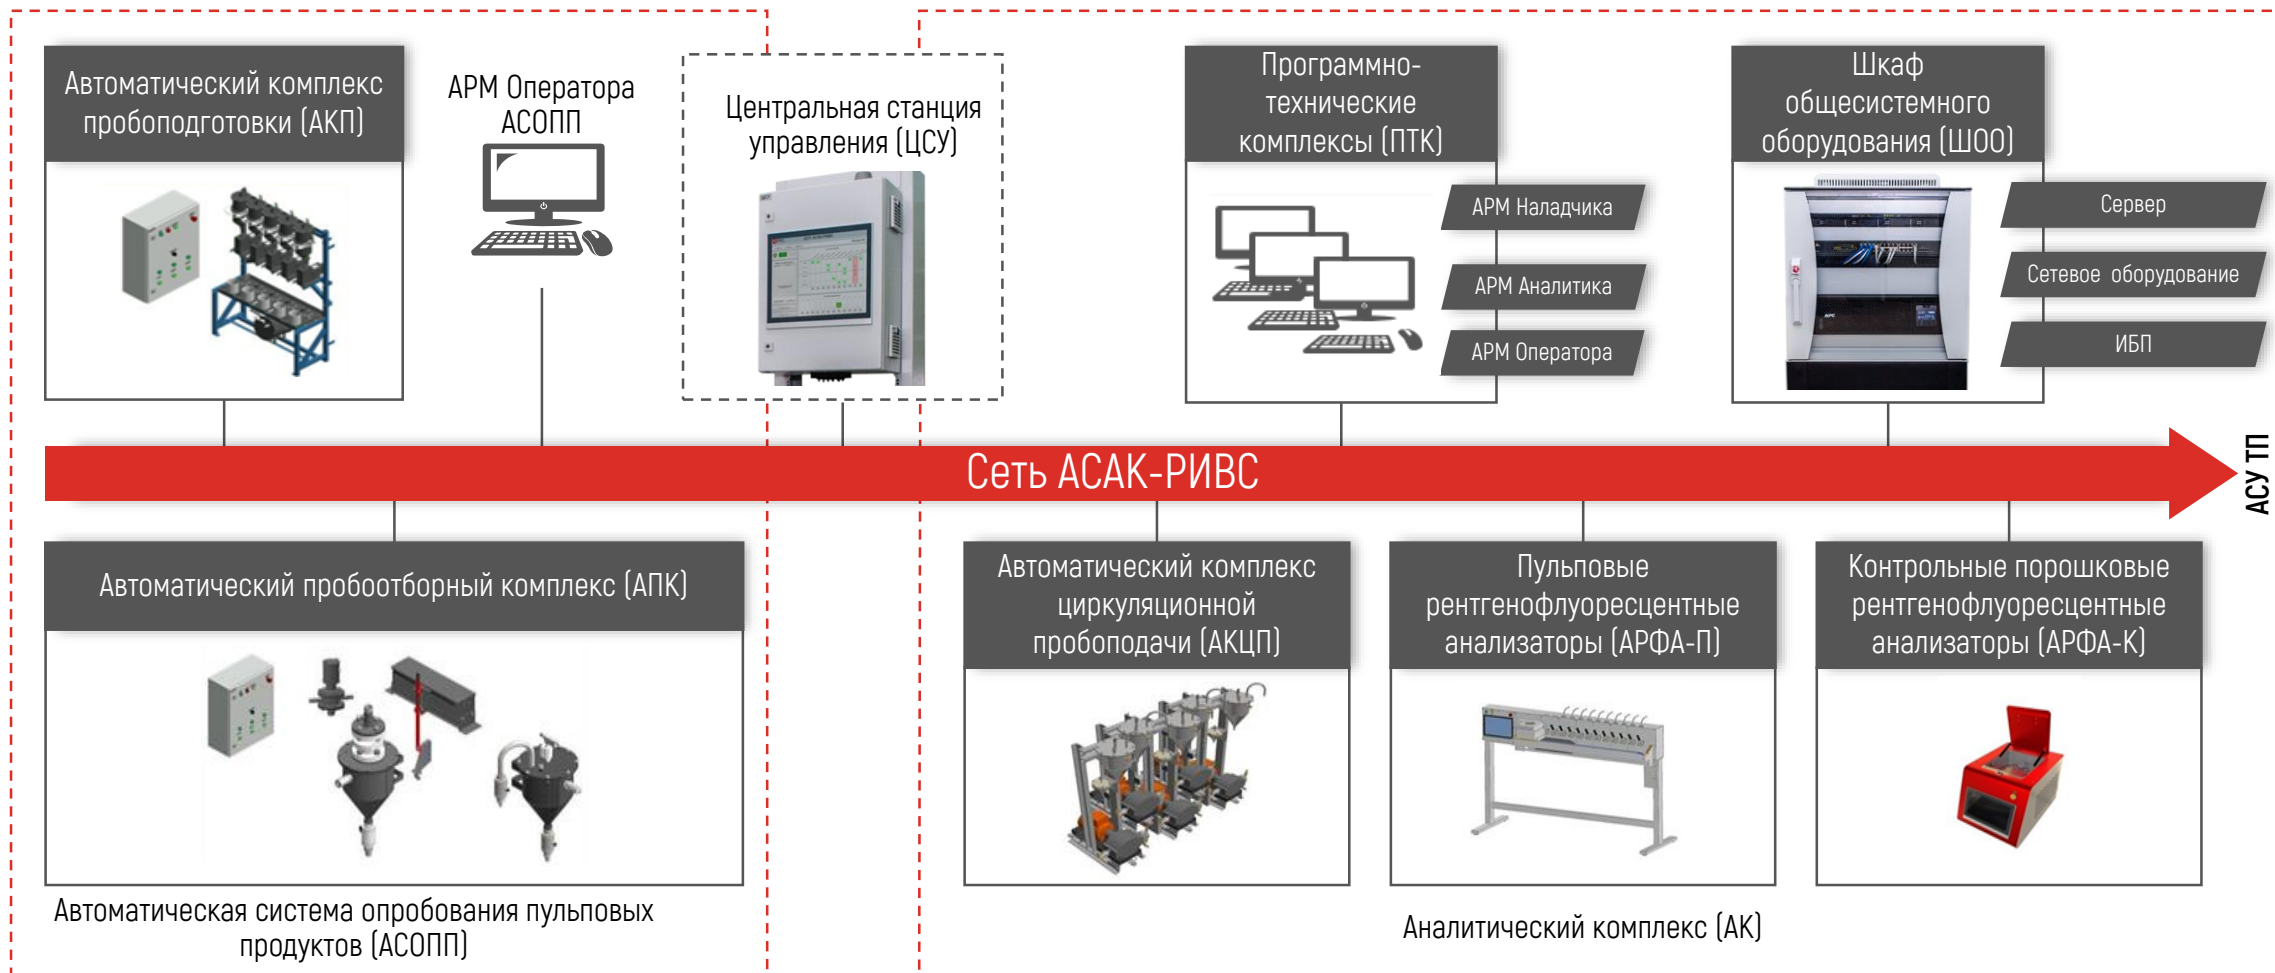 Автоматический комплекс
пробоподготовки (АКП)
АРМ Оператора
АСОПП
Центральная станция
управления (ЦСУ)
Программно-
технические
комплексы (ПТК)
АРМ Наладчика
АРМ Аналитика
АРМ Оператора
Шкаф
общесистемного
оборудования (ШОО)
Сервер
Сетевое оборудование
ИБП
APC
Сеть АСАК-РИВС
АСУ ТП
Автоматический пробоотборный комплекс (АПК)
Автоматический комплекс
циркуляционной
пробоподачи (АКЦП)
Пульповые
рентгенофлуоресцентные
анализаторы (АРФА-П)
Контрольные порошковые
рентгенофлуоресцентные
анализаторы (АРФА-К)
Автоматическая система опробования пульповых
продуктов (АСОПП)
Аналитический комплекс (АК)